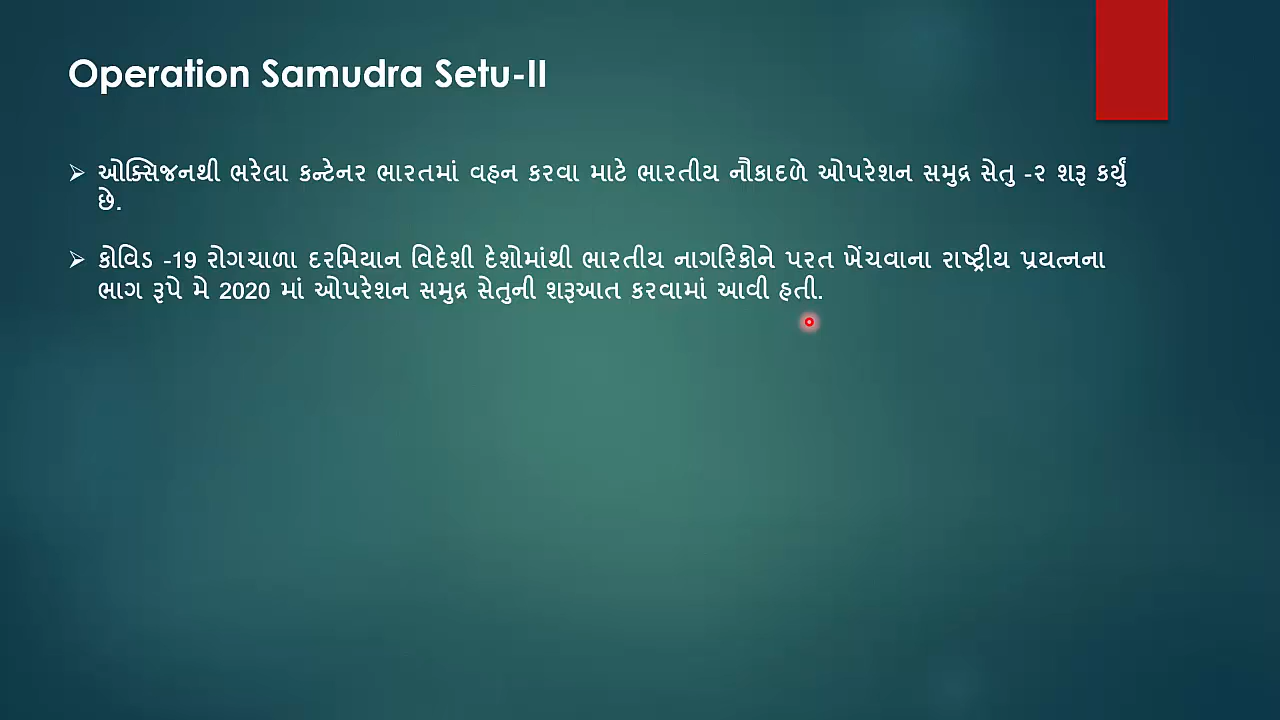 Operation Samudra Setu-II
ઓક્સિજનથી ભરેલા કન્ટેનર ભારતમાં વહન કરવા માટે ભારતીય નૌકાદળે ઓપરેશન સમુદ્ર સેતુ -૨ શરૂ કર્યું
છે.
કોવિડ -19 રોગચાળા દરમિયાન વિદેશી દેશોમાંથી ભારતીય નાગરિકોને પરત ખેંચવાના રાષ્ટ્રીય પ્રયત્નના
ભાગ રૂપે મે 2020 માં ઓપરેશન સમુદ્ર સેતુની શરૂઆત કરવામાં આવી હતી.